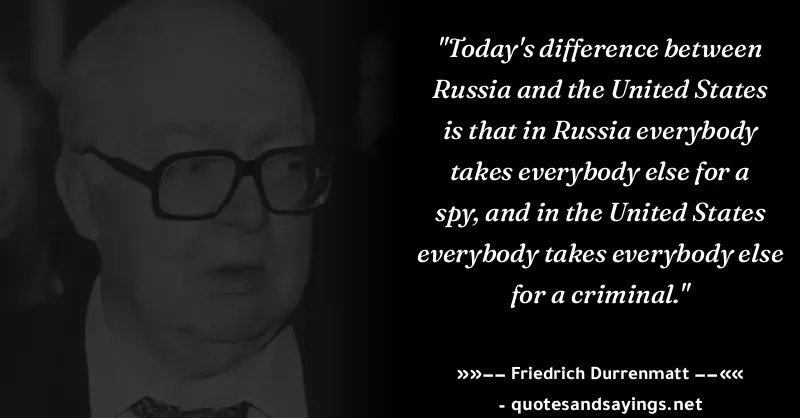 "Today's difference between
Russia and the United States
is that in Russia everybody
takes everybody else for a
spy, and in the United States
everybody takes everybody else
for a criminal."
»»–– Friedrich Durrenmatt ––««
- quotesandsayings.net